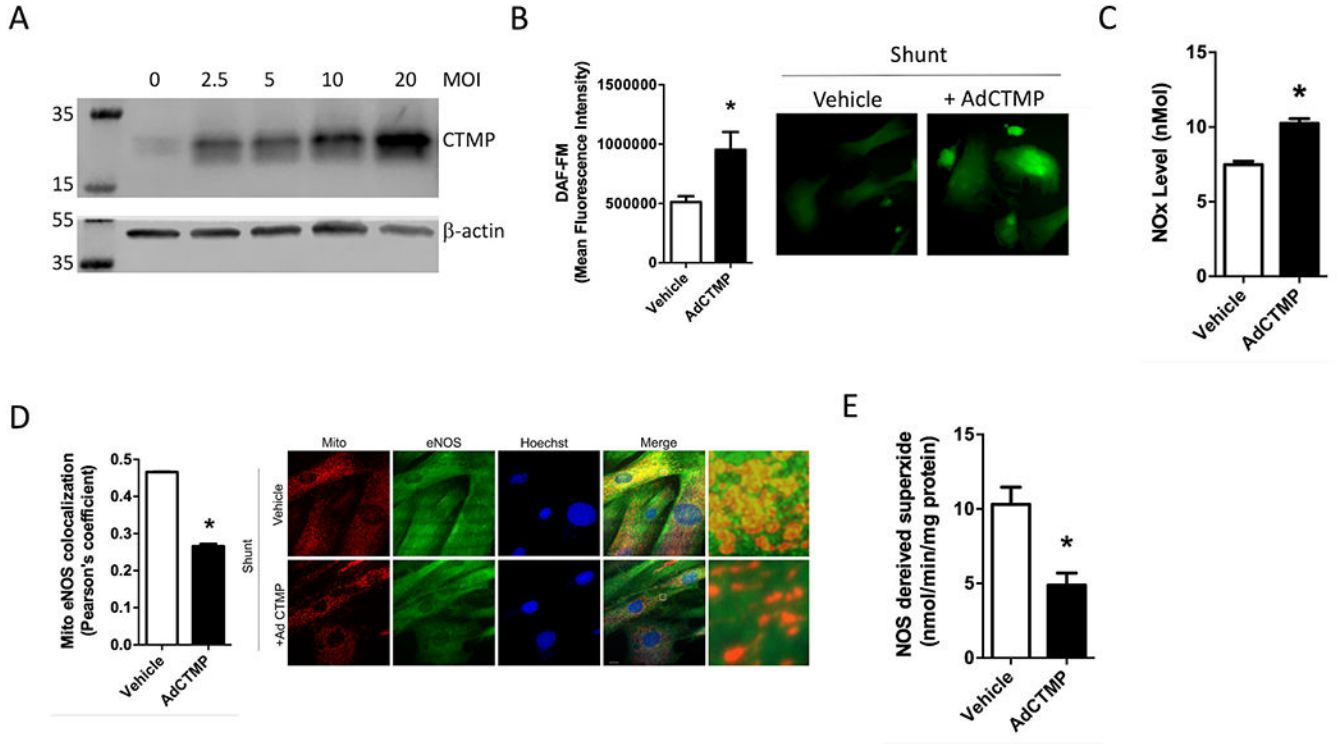 A
0 2.5 5 10 20 MOI
35
CTMP
15
55
β-actin
35
B
DAF-FM
(Mean Fluorescence Intensity)
1500000
1000000
500000
0
*
Vehicle
AdCTMP
Shunt
Vehicle + AdCTMP
C
NOx Level (nMol)
15
10
5
0
*
Vehicle
AdCTMP
D
Mito eNOS colocalization
(Pearson's coefficient)
0.5
0.4
0.3
0.2
0.1
0.0
*
Vehicle
AdCTMP
Mito eNOS Hoechst Merge
Shunt
Vehicle
+Ad CTMP
E
NOS dereived superxide
(nmol/min/mg protein)
15
10
5
0
*
Vehicle
AdCTMP